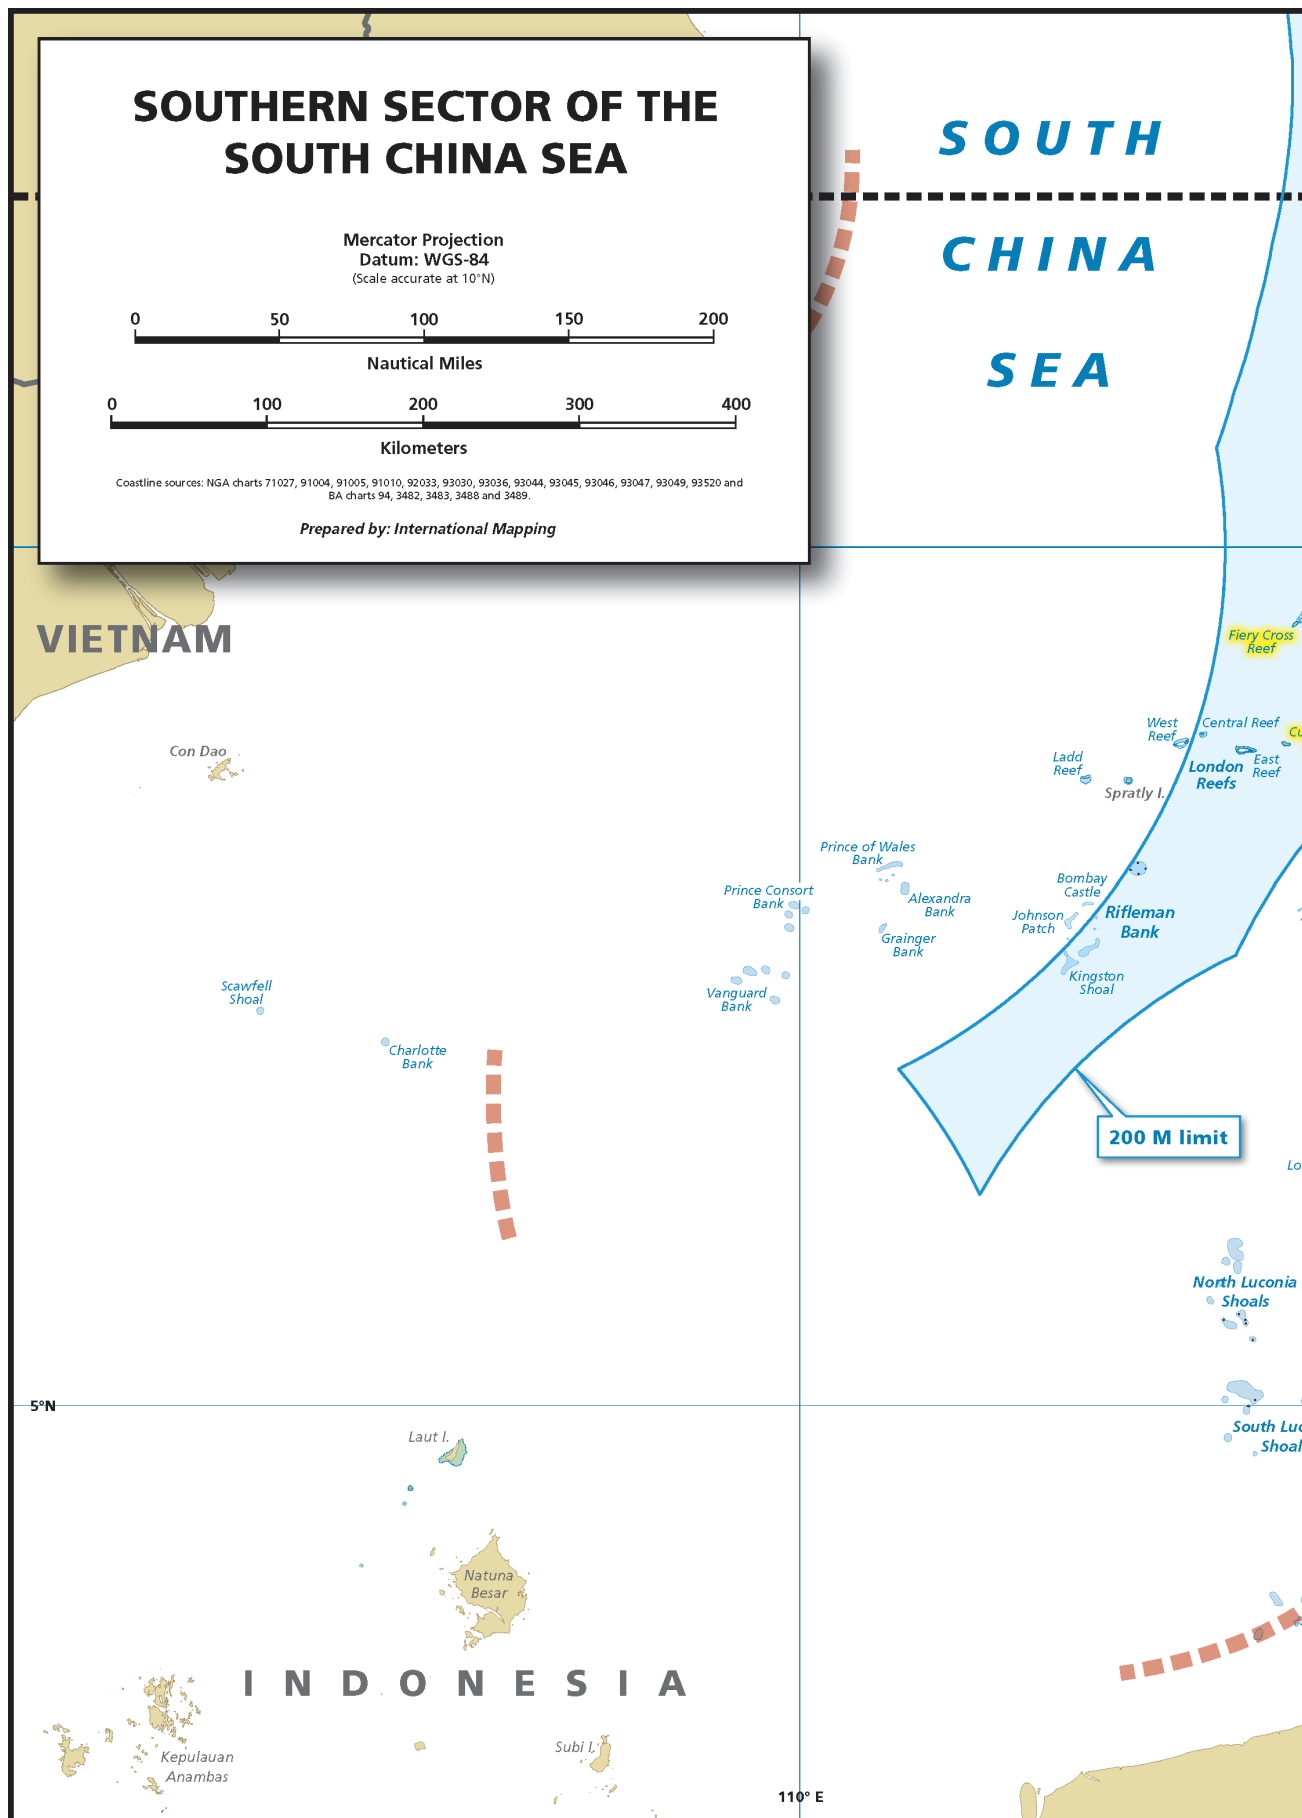 SOUTHERN SECTOR OF THE
SOUTH CHINA SEA
Mercator Projection
Datum: WGS-84
(Scale accurate at 10°N)
0 50 100 150 200
Nautical Miles
0 100 200 300 400
Kilometers
Coastline sources: NGA charts 71027, 91004, 91005, 91010, 92033, 93030, 93036, 93044, 93045, 93046, 93047, 93049, 93520 and
BA charts 94, 3482, 3483, 3488 and 3489.
Prepared by: International Mapping
SOUTH
CHINA
SEA
VIETNAM
Fiery Cross
Reef
Con Dao
West
Reef
Central Reef
Cu
Ladd
Reef
London
Reefs
East
Reef
Spratly I.
Prince of Wales
Bank
Prince Consort
Bank
Alexandra
Bank
Bombay
Castle
Johnson
Patch
Rifleman
Bank
Grainger
Bank
Kingston
Shoal
Scawfell
Shoal
Vanguard
Bank
Charlotte
Bank
200 M limit
Lo
North Luconia
Shoals
5°N
South Luc
Shoal
Laut I.
Natuna
Besar
INDONESIA
Kepulauan
Anambas
Subi I.
110° E